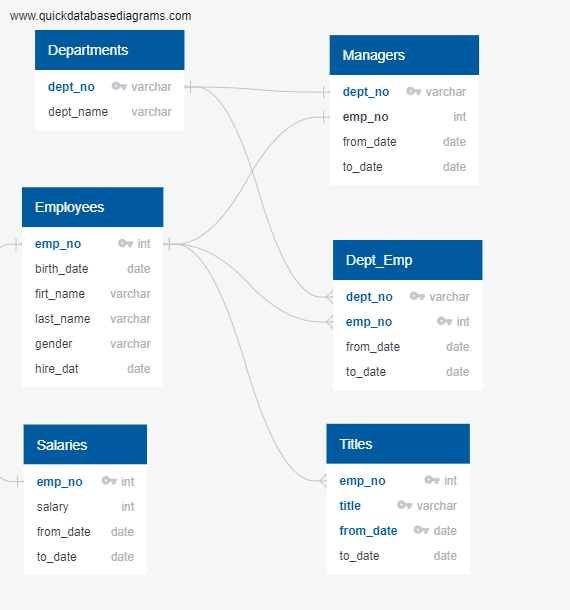 www.quickdatabasediagrams.com
Departments
dept_no varchar
dept_name varchar
Managers
dept_no varchar
emp_no int
from_date date
to_date date
Employees
emp_no int
birth_date date
firt_name varchar
last_name varchar
gender varchar
hire_dat date
Dept_Emp
dept_no varchar
emp_no int
from_date date
to_date date
Salaries
emp_no int
salary int
from_date date
to_date date
Titles
emp_no int
title varchar
from_date date
to_date date